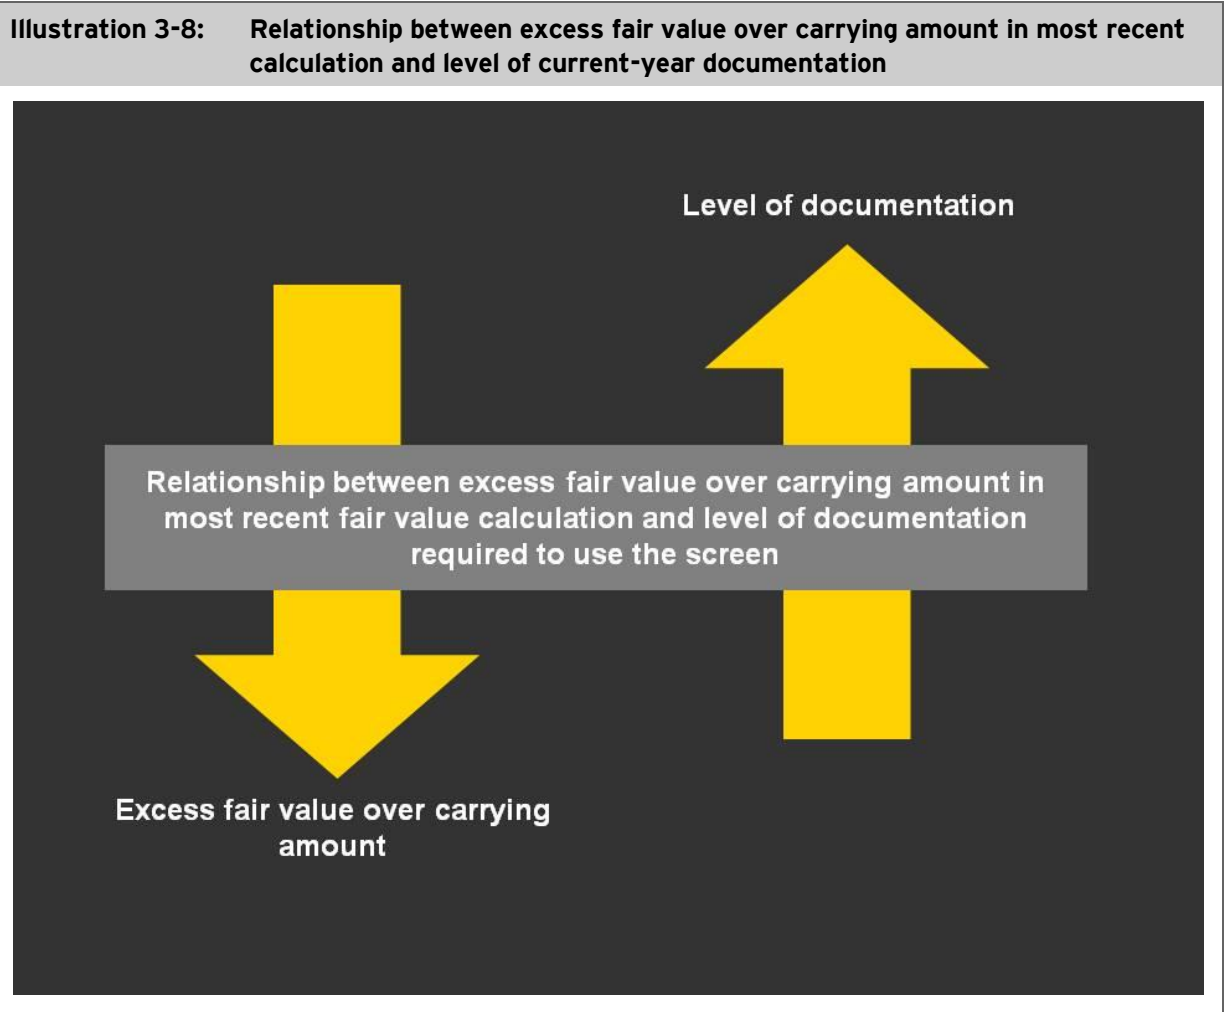 Illustration 3-8: Relationship between excess fair value over carrying amount in most recent
calculation and level of current-year documentation
Level of documentation
Relationship between excess fair value over carrying amount in
most recent fair value calculation and level of documentation
required to use the screen
Excess fair value over carrying
amount